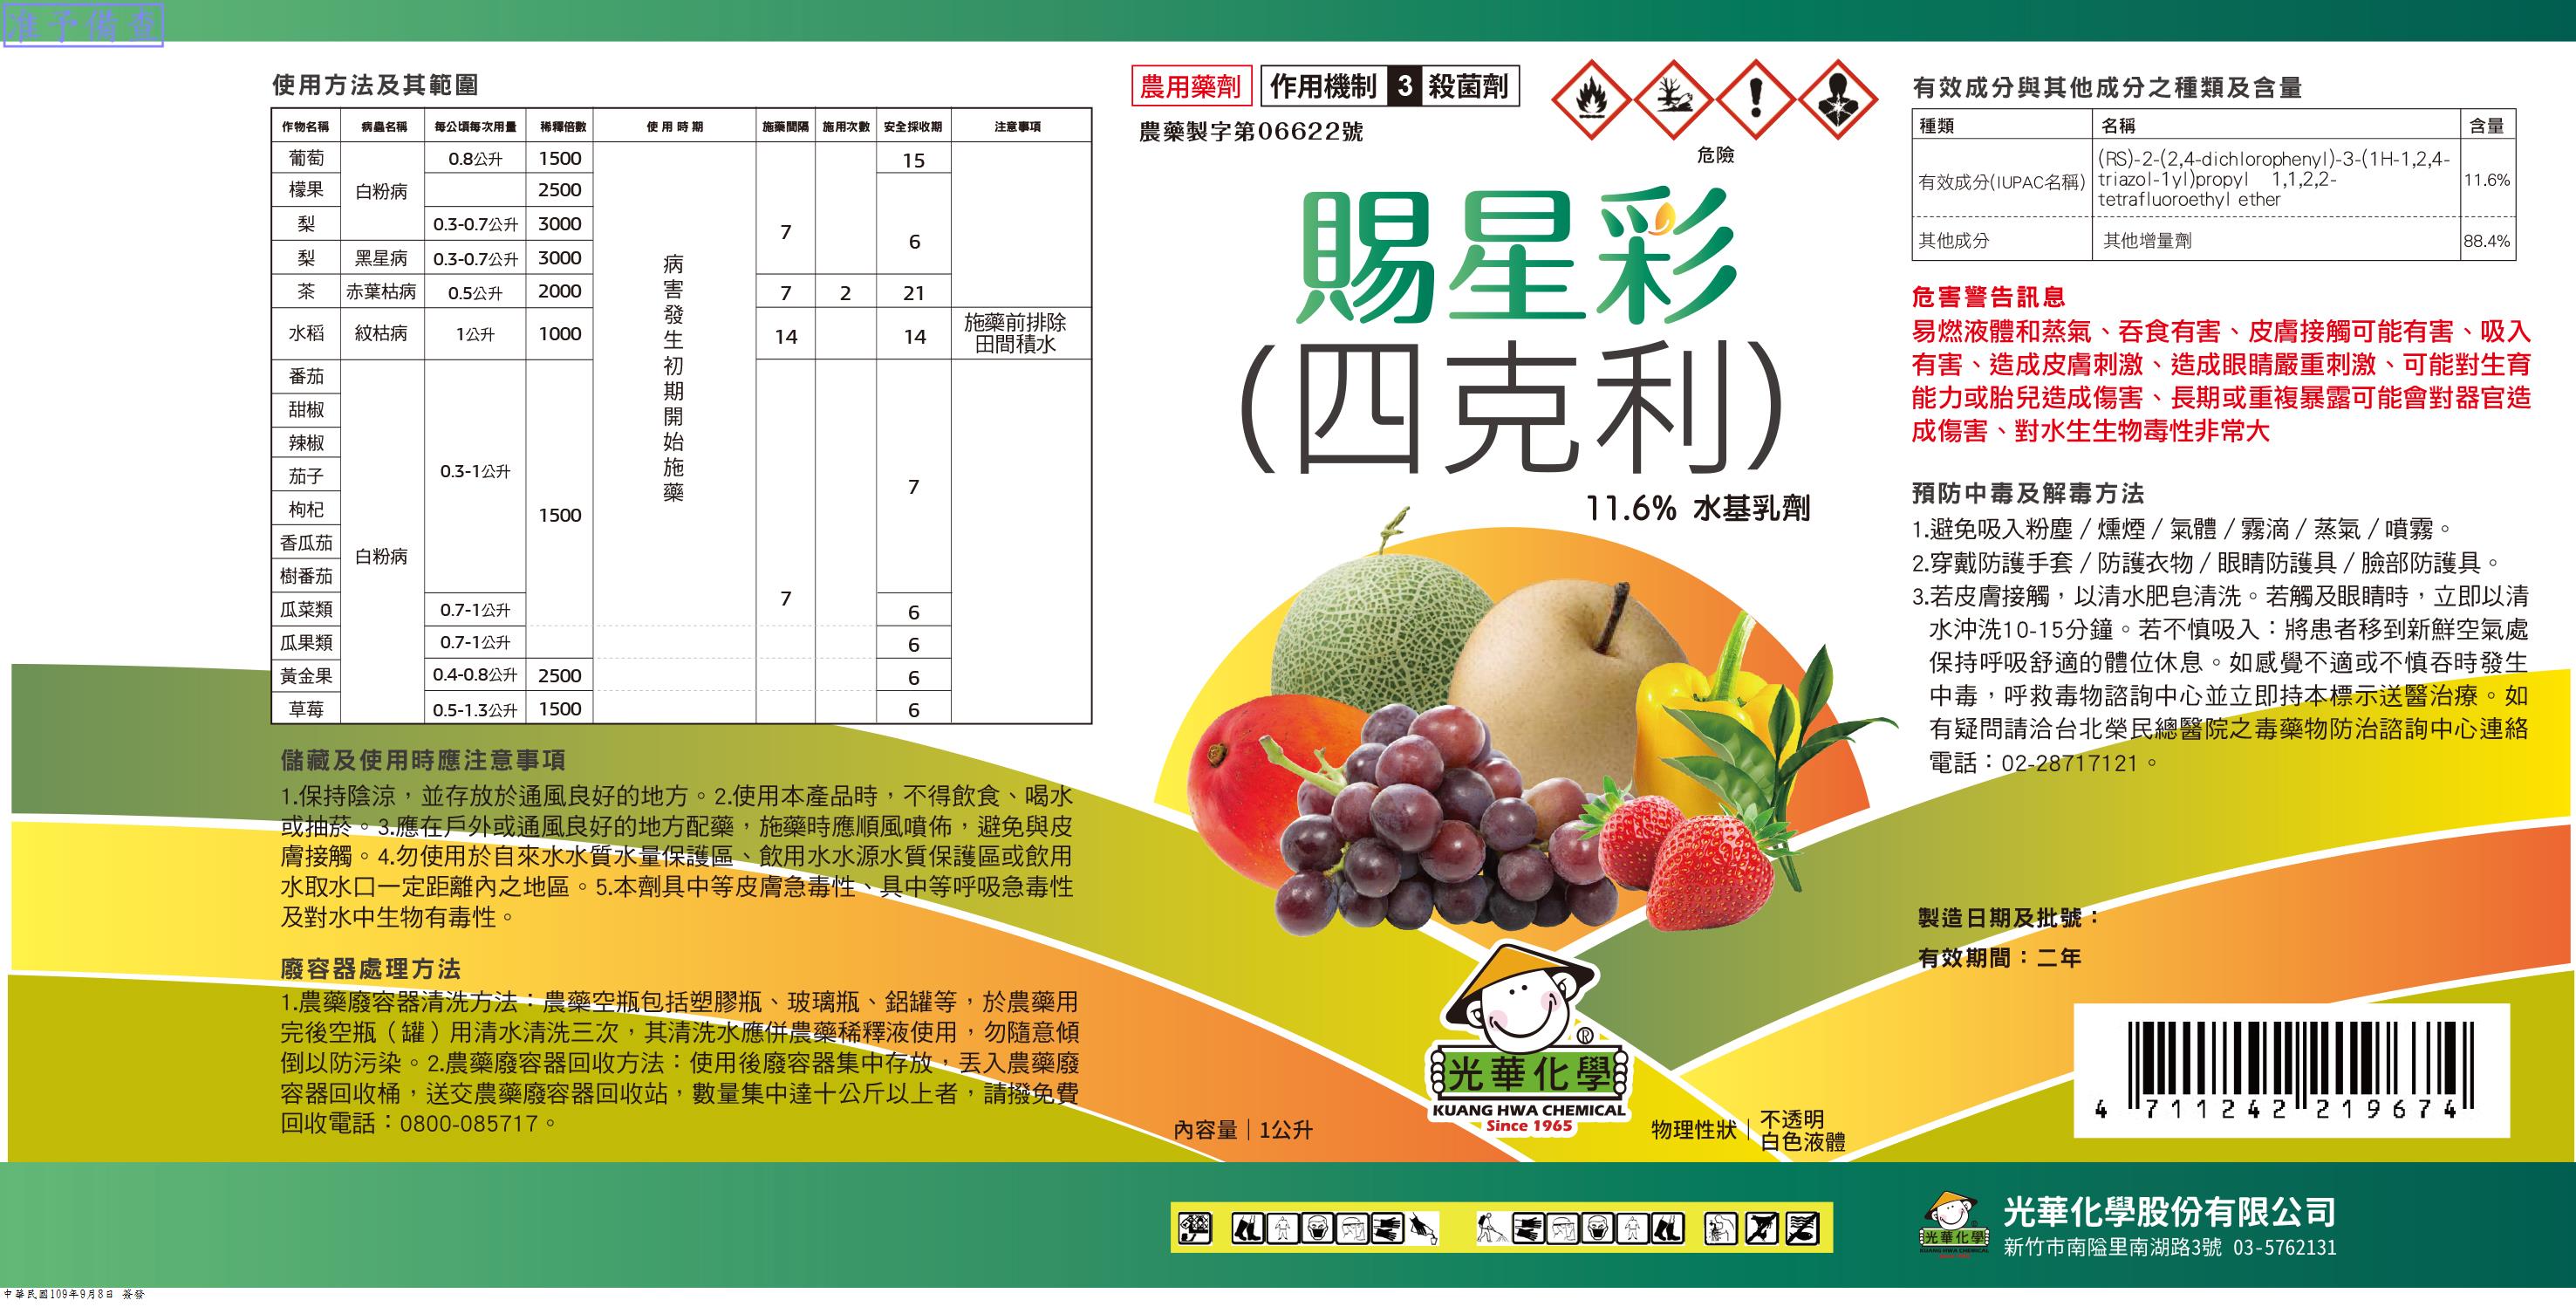 准予備查
使用方法及其範圍
作物名稱 病蟲名稱 每公頃每次用量 稀釋倍數 使用時期 施藥間隔 施用次數 安全採收期 注意事項
葡萄 白粉病 0.8公升 1500 病害發生初期開始施藥 7 15
檬果 2500 6
梨 0.3-0.7公升 3000
梨 黑星病 0.3-0.7公升 3000
茶 赤葉枯病 0.5公升 2000 7 2 21
水稻 紋枯病 1公升 1000 14 14 施藥前排除
田間積水
番茄 白粉病 0.3-1公升 1500 7 7
甜椒
辣椒
茄子
枸杞
香瓜茄
樹番茄
瓜菜類 0.7-1公升 6
瓜果類 0.7-1公升 6
黃金果 0.4-0.8公升 2500 6
草莓 0.5-1.3公升 1500 6
儲藏及使用時應注意事項
1.保持陰涼，並存放於通風良好的地方。2.使用本產品時，不得飲食、喝水
或抽菸。3.應在戶外或通風良好的地方配藥，施藥時應順風噴佈，避免與皮
膚接觸。4.勿使用於自來水水質水量保護區、飲用水水源水質保護區或飲用
水取水口一定距離內之地區。5.本劑具中等皮膚急毒性、具中等呼吸急毒性
及對水中生物有毒性。
廢容器處理方法
1.農藥廢容器清洗方法：農藥空瓶包括塑膠瓶、玻璃瓶、鋁罐等，於農藥用
完後空瓶（罐）用清水清洗三次，其清洗水應併農藥稀釋液使用，勿隨意傾
倒以防污染。2.農藥廢容器回收方法：使用後廢容器集中存放，丟入農藥廢
容器回收桶，送交農藥廢容器回收站，數量集中達十公斤以上者，請撥免費
回收電話：0800-085717。
農用藥劑 作用機制 3 殺菌劑
農藥製字第06622號
危險
賜星彩
(四克利)
11.6% 水基乳劑
®
光華化學
KUANG HWA CHEMICAL
Since 1965
內容量｜1公升
物理性狀｜不透明
白色液體
有效成分與其他成分之種類及含量
種類 名稱 含量
有效成分(IUPAC名稱) (RS)-2-(2,4-dichlorophenyl)-3-(1H-1,2,4-
triazol-1yl)propyl 1,1,2,2-
tetrafluoroethyl ether 11.6%
其他成分 其他增量劑 88.4%
危害警告訊息
易燃液體和蒸氣、吞食有害、皮膚接觸可能有害、吸入
有害、造成皮膚刺激、造成眼睛嚴重刺激、可能對生育
能力或胎兒造成傷害、長期或重複暴露可能會對器官造
成傷害、對水生生物毒性非常大
預防中毒及解毒方法
1.避免吸入粉塵/燻煙/氣體/霧滴/蒸氣/噴霧。
2.穿戴防護手套/防護衣物/眼睛防護具/臉部防護具。
3.若皮膚接觸，以清水肥皂清洗。若觸及眼睛時，立即以清
水沖洗10-15分鐘。若不慎吸入：將患者移到新鮮空氣處
保持呼吸舒適的體位休息。如感覺不適或不慎吞時發生
中毒，呼救毒物諮詢中心並立即持本標示送醫治療。如
有疑問請洽台北榮民總醫院之毒藥物防治諮詢中心連絡
電話：02-28717121。
製造日期及批號：
有效期間：二年
4 711242 219674
光華化學
KUANG HWA CHEMICAL
光華化學股份有限公司
新竹市南隘里南湖路3號 03-5762131
中華民國109年9月8日 簽發